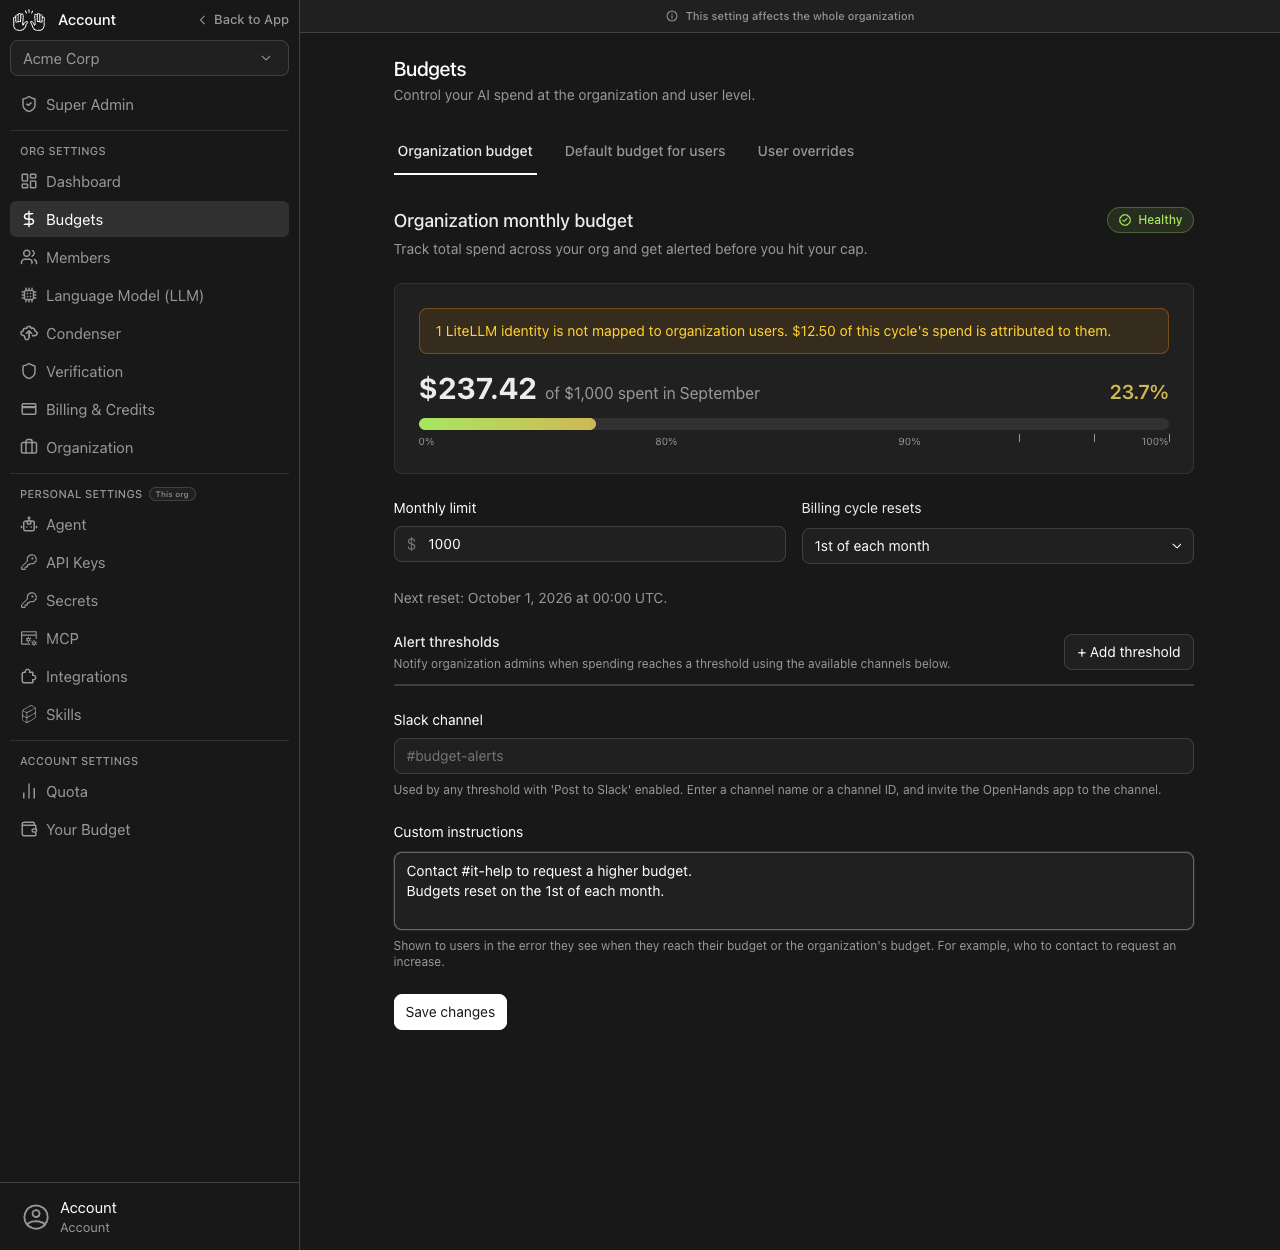 Account
Back to App
Acme Corp
Super Admin
ORG SETTINGS
Dashboard
Budgets
Members
Language Model (LLM)
Condenser
Verification
Billing & Credits
Organization
PERSONAL SETTINGS This org
Agent
API Keys
Secrets
MCP
Integrations
Skills
ACCOUNT SETTINGS
Quota
Your Budget
Account
Account
This setting affects the whole organization
Budgets
Control your AI spend at the organization and user level.
Organization budget Default budget for users User overrides
Organization monthly budget
Healthy
Track total spend across your org and get alerted before you hit your cap.
1 LiteLLM identity is not mapped to organization users. $12.50 of this cycle's spend is attributed to them.
$237.42 of $1,000 spent in September 23.7%
0% 80% 90% 100%
Monthly limit
$ 1000
Billing cycle resets
1st of each month
Next reset: October 1, 2026 at 00:00 UTC.
Alert thresholds
Notify organization admins when spending reaches a threshold using the available channels below.
+ Add threshold
Slack channel
#budget-alerts
Used by any threshold with 'Post to Slack' enabled. Enter a channel name or a channel ID, and invite the OpenHands app to the channel.
Custom instructions
Contact #it-help to request a higher budget.
Budgets reset on the 1st of each month.
Shown to users in the error they see when they reach their budget or the organization's budget. For example, who to contact to request an
increase.
Save changes